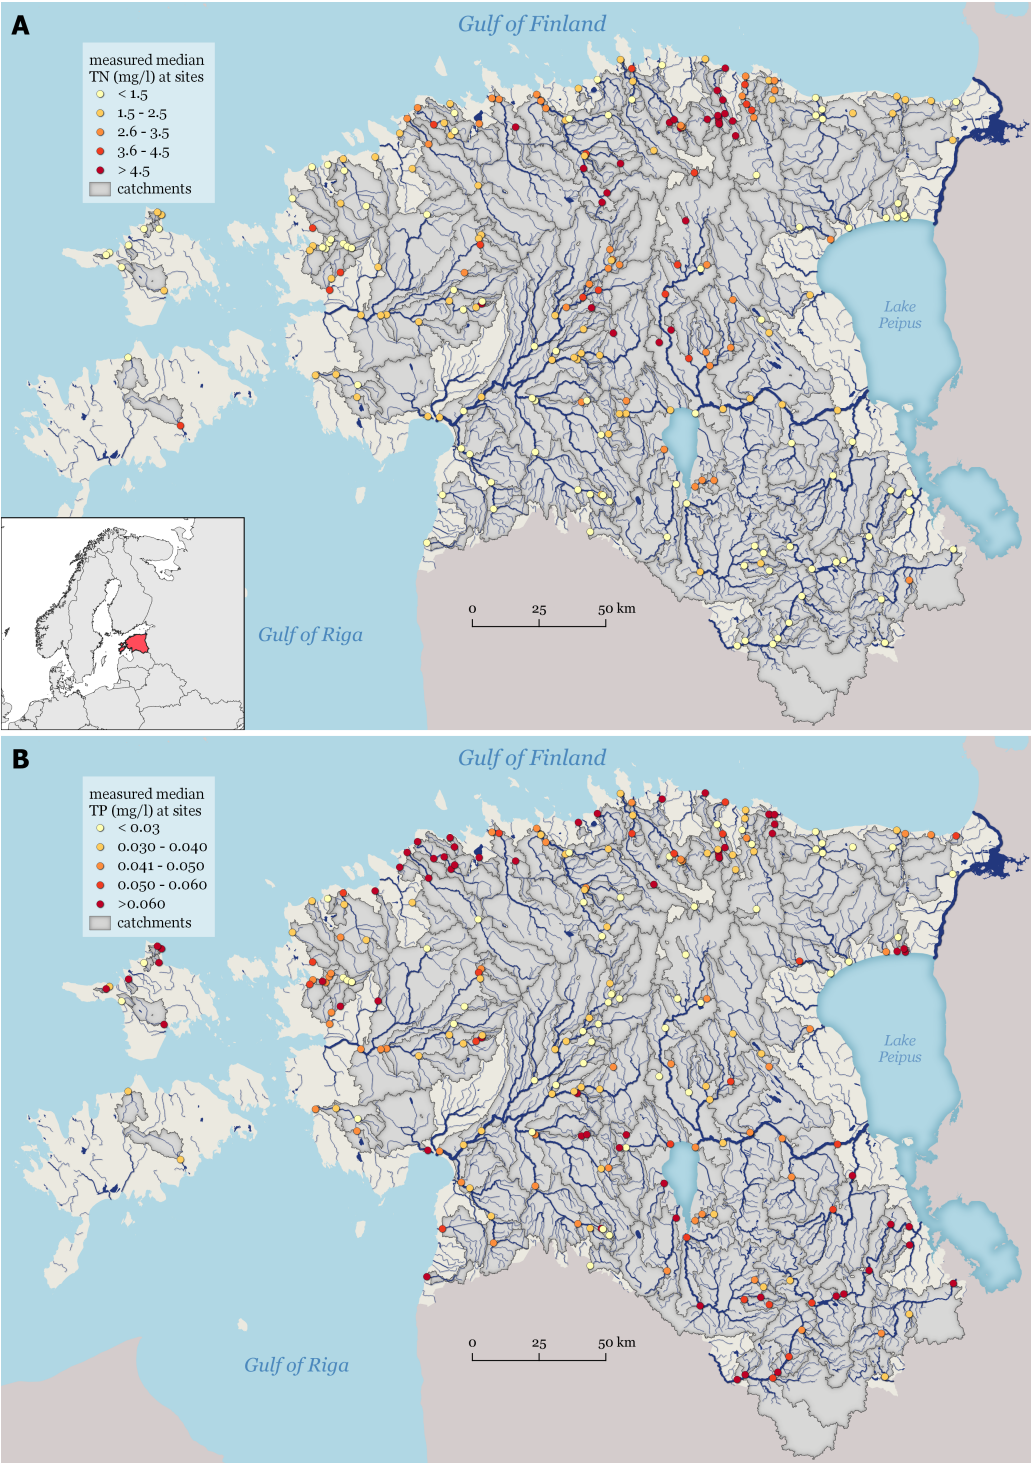 A
Gulf of Finland
measured median
TN (mg/l) at sites
< 1.5
1.5 - 2.5
2.6 - 3.5
3.6 - 4.5
> 4.5
catchments
Lake
Peipus
0 25 50 km
Gulf of Riga
B
Gulf of Finland
measured median
TP (mg/l) at sites
< 0.03
0.030 - 0.040
0.041 - 0.050
0.050 - 0.060
>0.060
catchments
Lake
Peipus
0 25 50 km
Gulf of Riga